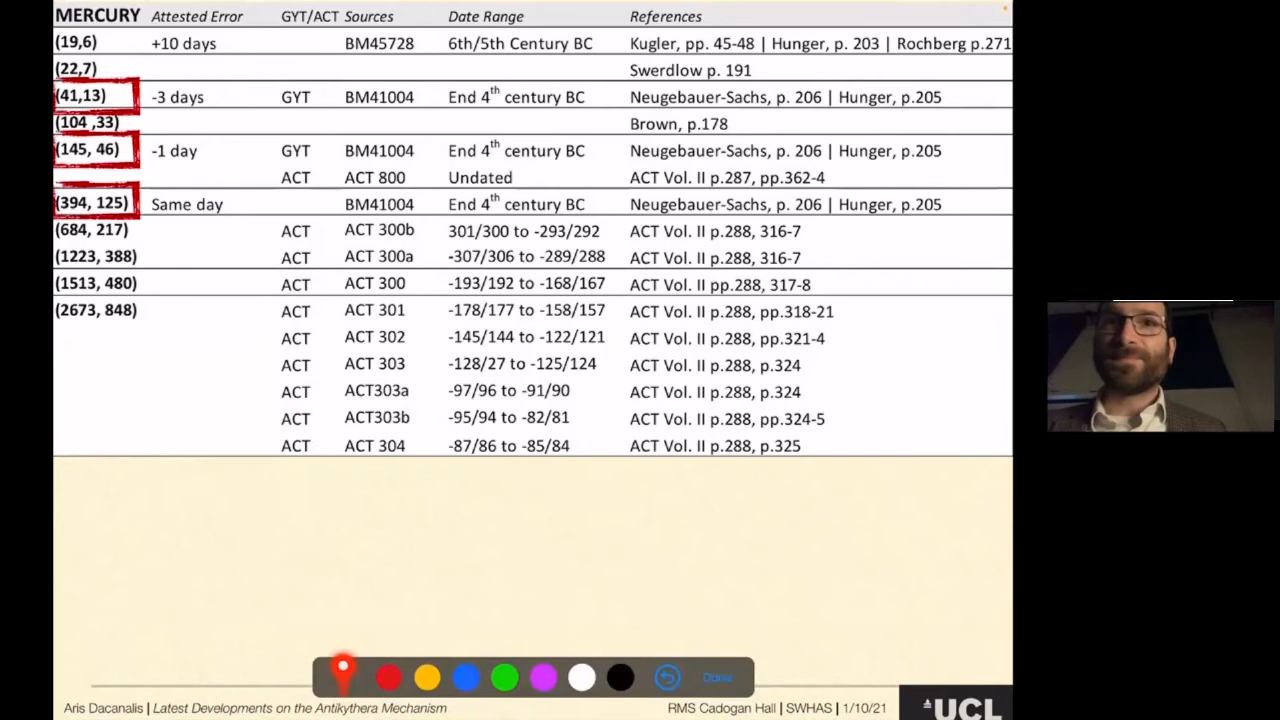 MERCURY Attested Error GYT/ACT Sources Date Range References
(19,6) +10 days BM45728 6th/5th Century BC Kugler, pp. 45-48 | Hunger, p. 203 | Rochberg p.271
(22,7) Swerdlow p. 191
(41,13) -3 days GYT BM41004 End 4th century BC Neugebauer-Sachs, p. 206 | Hunger, p.205
(104 ,33) Brown, p.178
(145, 46) -1 day GYT BM41004 End 4th century BC Neugebauer-Sachs, p. 206 | Hunger, p.205
ACT ACT 800 Undated ACT Vol. II p.287, pp.362-4
(394, 125) Same day BM41004 End 4th century BC Neugebauer-Sachs, p. 206 | Hunger, p.205
(684, 217) ACT ACT 300b 301/300 to -293/292 ACT Vol. II p.288, 316-7
(1223, 388) ACT ACT 300a -307/306 to -289/288 ACT Vol. II p.288, 316-7
(1513, 480) ACT ACT 300 -193/192 to -168/167 ACT Vol. II pp.288, 317-8
(2673, 848) ACT ACT 301 -178/177 to -158/157 ACT Vol. II p.288, pp.318-21
ACT ACT 302 -145/144 to -122/121 ACT Vol. II p.288, pp.321-4
ACT ACT 303 -128/27 to -125/124 ACT Vol. II p.288, p.324
ACT ACT303a -97/96 to -91/90 ACT Vol. II p.288, p.324
ACT ACT303b -95/94 to -82/81 ACT Vol. II p.288, pp.324-5
ACT ACT 304 -87/86 to -85/84 ACT Vol. II p.288, p.325
Done
Aris Dacanalis | Latest Developments on the Antikythera Mechanism RMS Cadogan Hall | SWHAS | 1/10/21 UCL